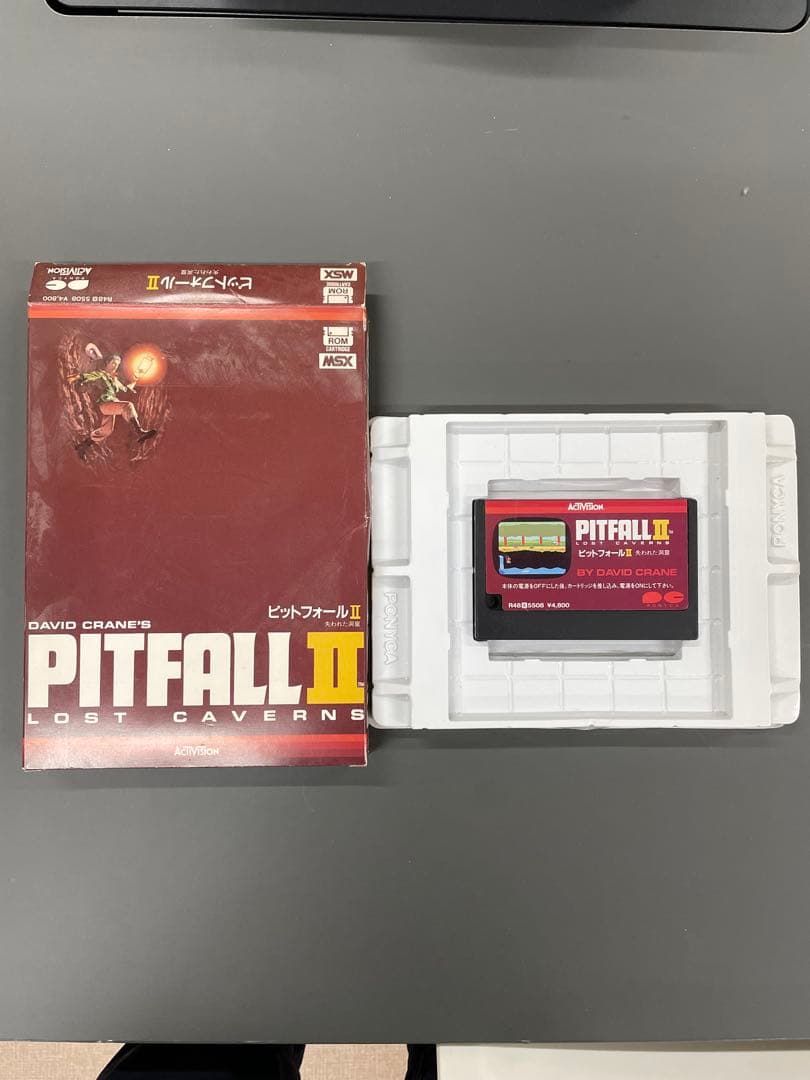 ピットフォールII
失われた洞窟
PONYCA
ACTIVISION
R48X5508 ¥4,800
MSX
ROM
CARTRIDGE
ROM
CARTRIDGE
MSX
ピットフォールII
失われた洞窟
DAVID CRANE'S
PITFALL II™
LOST CAVERNS
ACTIVISION
PONYCA
PONYCA
ACTIVISION
PITFALL II™
LOST CAVERNS
ピットフォールII 失われた洞窟
BY DAVID CRANE
本体の電源をOFFにした後、カートリッジを差し込み、電源をONにして下さい。
R48X5508 ¥4,800
PONYCA